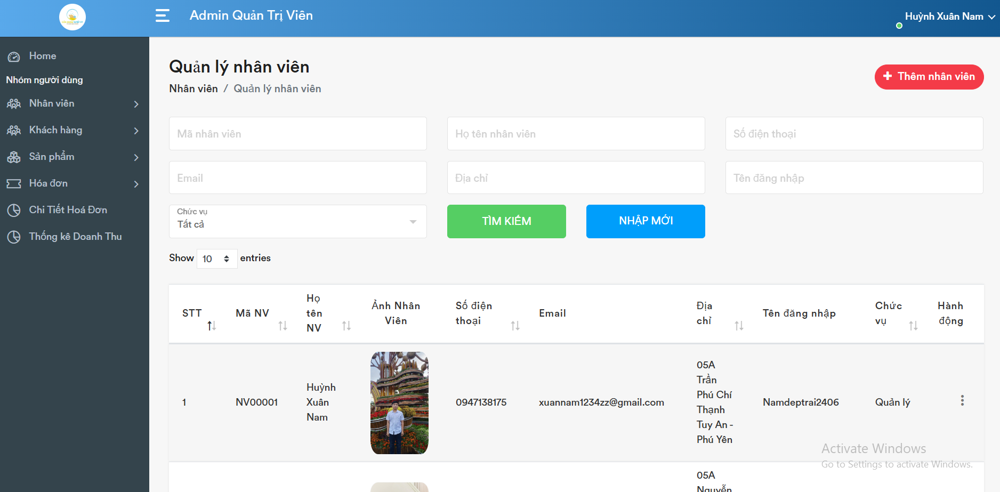 Admin Quản Trị Viên
Huỳnh Xuân Nam
Home
Nhóm người dùng
Nhân viên
Khách hàng
Sản phẩm
Hóa đơn
Chi Tiết Hoá Đơn
Thống kê Doanh Thu
Quản lý nhân viên
Nhân viên / Quản lý nhân viên
+ Thêm nhân viên
Mã nhân viên
Họ tên nhân viên
Số điện thoại
Email
Địa chỉ
Tên đăng nhập
Chức vụ
Tất cả
TÌM KIẾM
NHẬP MỚI
Show 10 entries
STT
Mã NV
Họ
tên
NV
Ảnh Nhân
Viên
Số điện
thoại
Email
Địa
chỉ
Tên đăng nhập
Chức
vụ
Hành
động
1
NV00001
Huỳnh
Xuân
Nam
0947138175
xuannam1234zz@gmail.com
05A
Trần
Phú Chí
Thạnh
Tuy An -
Phú Yên
Namdeptrai2406
Quản lý
05A
Nguyễn
Activate Windows
Go to Settings to activate Windows.